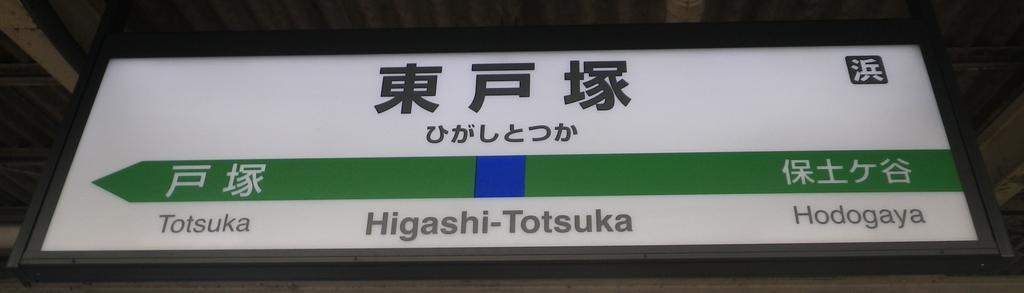 東戸塚
浜
ひがしとつか
戸塚
保土ケ谷
Totsuka
Higashi-Totsuka
Hodogaya